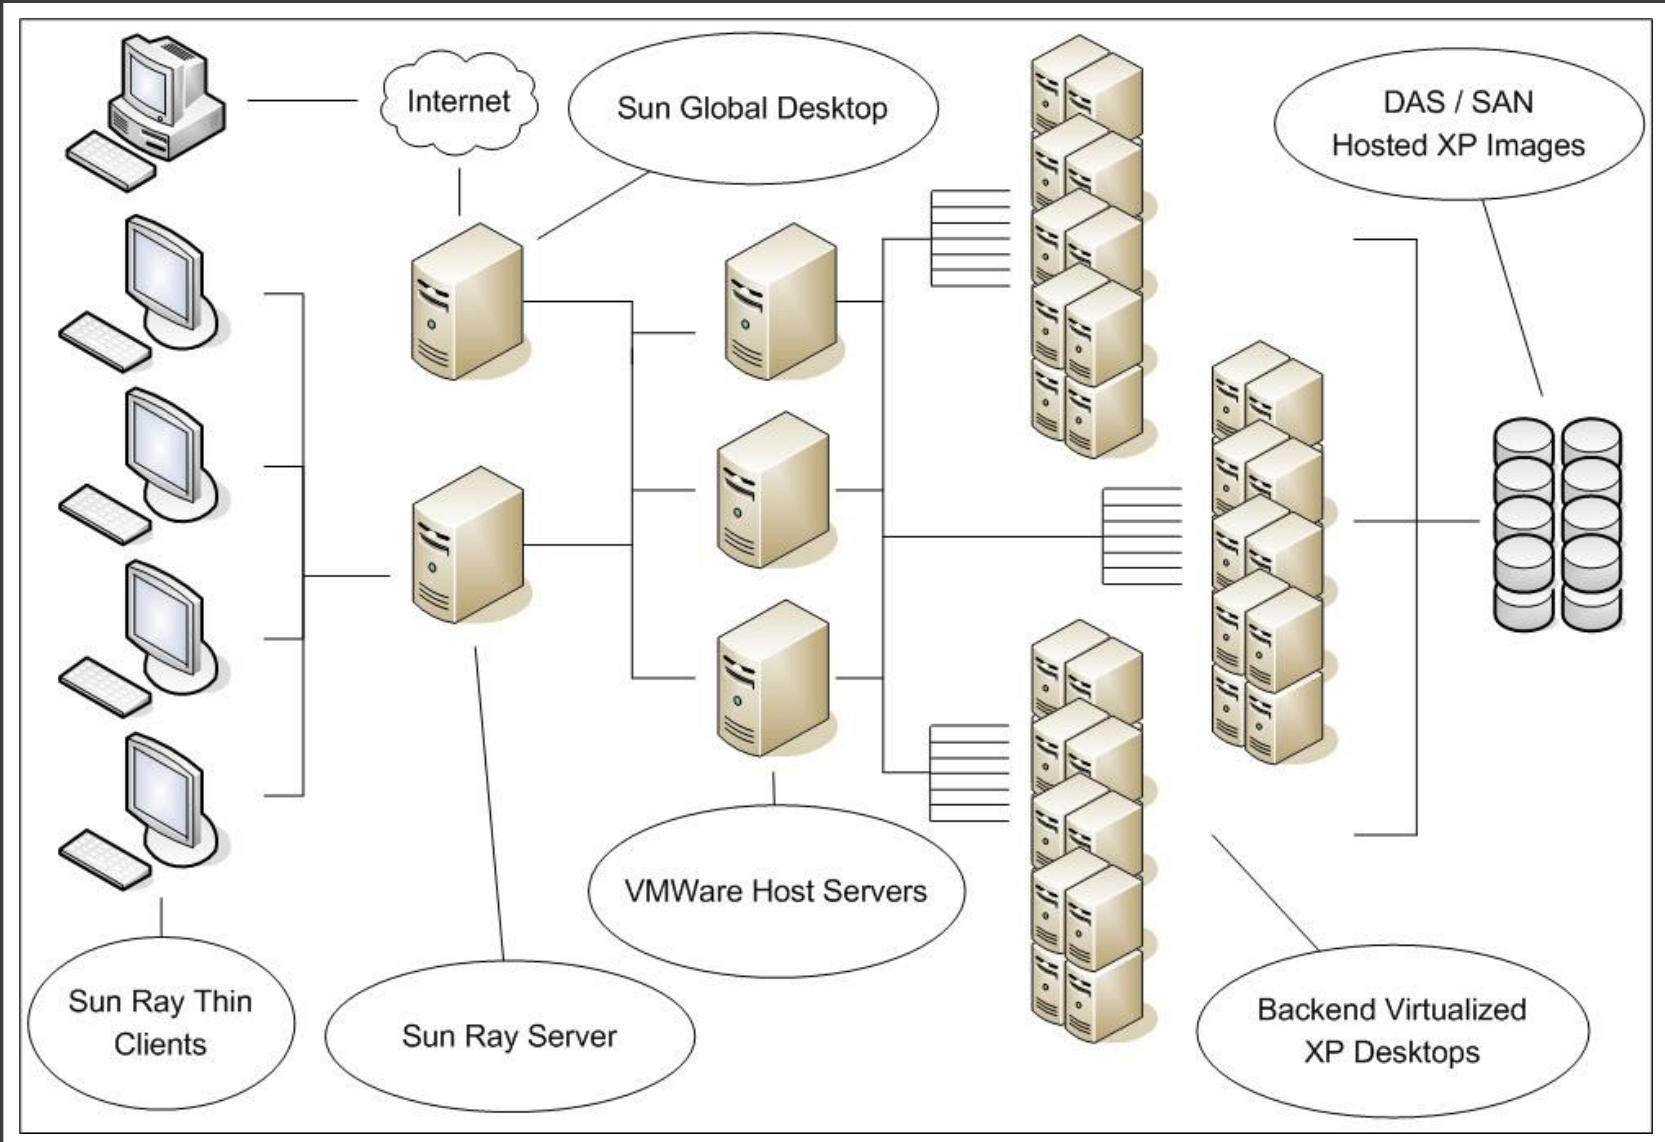 Internet
Sun Global Desktop
DAS / SAN
Hosted XP Images
VMWare Host Servers
Sun Ray Thin
Clients
Sun Ray Server
Backend Virtualized
XP Desktops